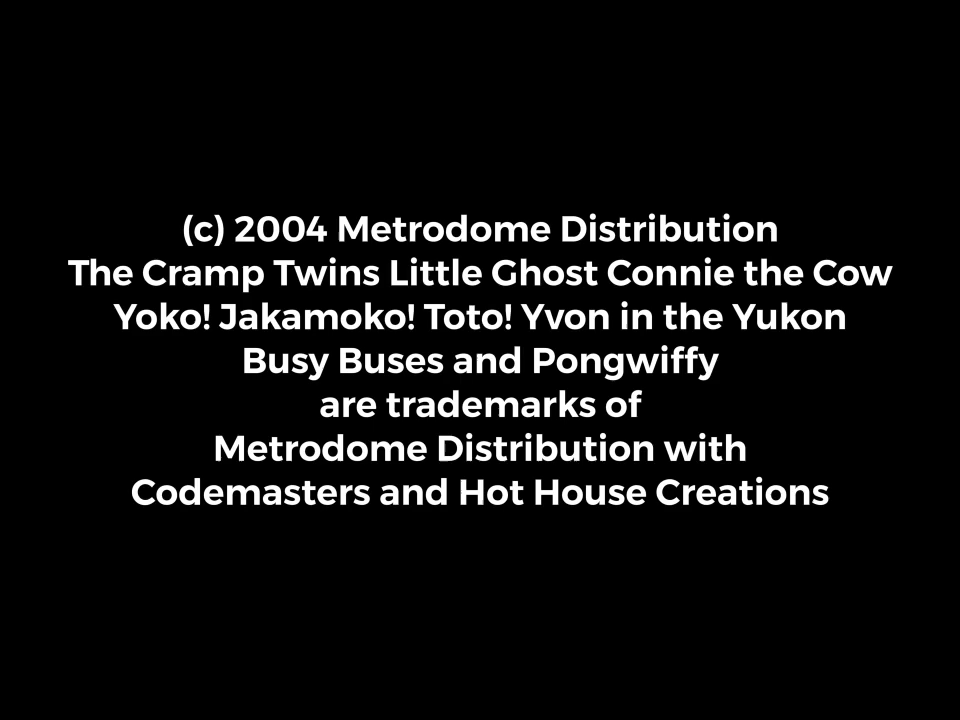 (c) 2004 Metrodome Distribution
The Cramp Twins Little Ghost Connie the Cow
Yoko! Jakamoko! Toto! Yvon in the Yukon
Busy Buses and Pongwiffy
are trademarks of
Metrodome Distribution with
Codemasters and Hot House Creations